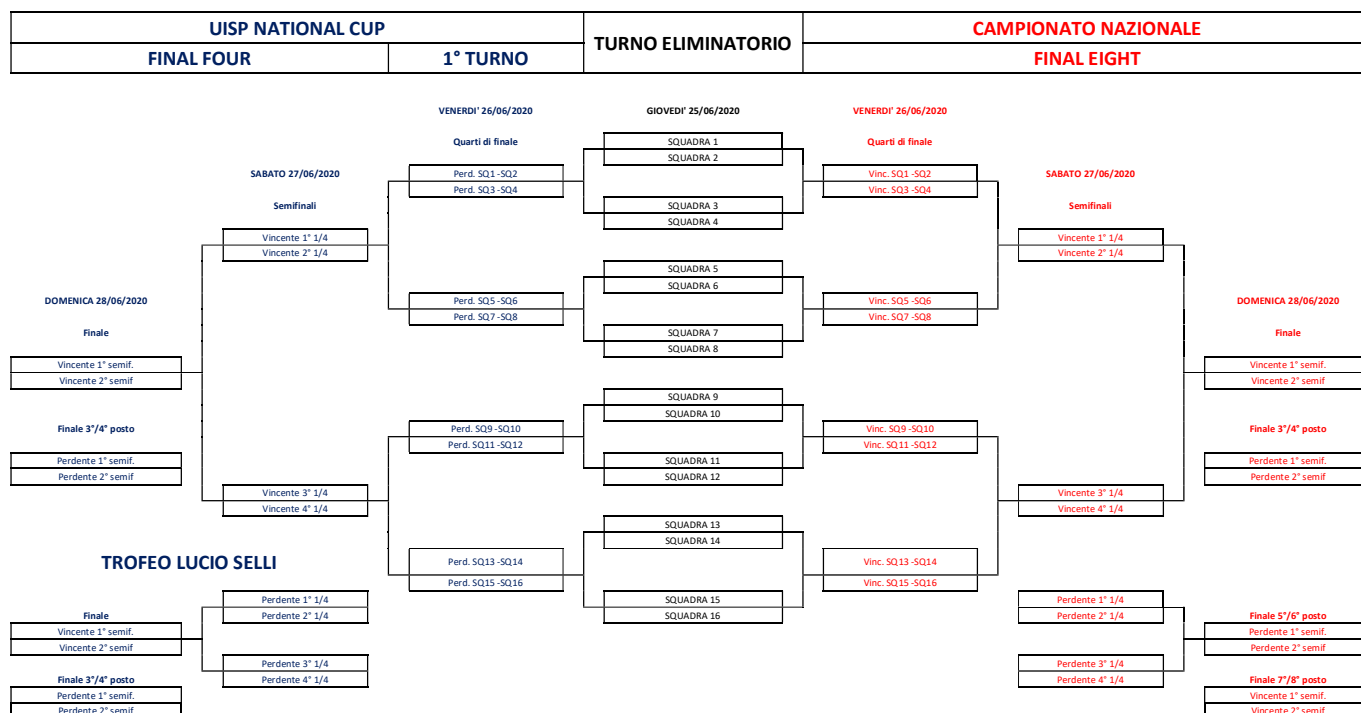 UISP NATIONAL CUP
TURNO ELIMINATORIO
CAMPIONATO NAZIONALE
FINAL FOUR
1° TURNO
FINAL EIGHT
VENERDI' 26/06/2020
GIOVEDI' 25/06/2020
VENERDI' 26/06/2020
Quarti di finale
SQUADRA 1
Quarti di finale
SQUADRA 2
SABATO 27/06/2020
Perd. SQ1 -SQ2
Vinc. SQ1 -SQ2
SABATO 27/06/2020
Perd. SQ3 -SQ4
Vinc. SQ3 -SQ4
Semifinali
SQUADRA 3
Semifinali
SQUADRA 4
Vincente 1° 1/4
Vincente 1° 1/4
Vincente 2° 1/4
Vincente 2° 1/4
SQUADRA 5
SQUADRA 6
DOMENICA 28/06/2020
Perd. SQ5 -SQ6
Vinc. SQ5 -SQ6
DOMENICA 28/06/2020
Perd. SQ7 -SQ8
Vinc. SQ7 -SQ8
Finale
SQUADRA 7
Finale
SQUADRA 8
Vincente 1° semif.
Vincente 1° semif.
Vincente 2° semif
Vincente 2° semif
SQUADRA 9
SQUADRA 10
Finale 3°/4° posto
Perd. SQ9 -SQ10
Vinc. SQ9 -SQ10
Finale 3°/4° posto
Perd. SQ11 -SQ12
Vinc. SQ11 -SQ12
Perdente 1° semif.
SQUADRA 11
Perdente 1° semif.
Perdente 2° semif
SQUADRA 12
Perdente 2° semif
Vincente 3° 1/4
Vincente 3° 1/4
Vincente 4° 1/4
Vincente 4° 1/4
SQUADRA 13
SQUADRA 14
TROFEO LUCIO SELLI
Perd. SQ13 -SQ14
Vinc. SQ13 -SQ14
Perd. SQ15 -SQ16
Vinc. SQ15 -SQ16
Perdente 1° 1/4
SQUADRA 15
Perdente 1° 1/4
Finale
Perdente 2° 1/4
SQUADRA 16
Perdente 2° 1/4
Finale 5°/6° posto
Vincente 1° semif.
Perdente 1° semif.
Vincente 2° semif
Perdente 2° semif
Perdente 3° 1/4
Perdente 3° 1/4
Finale 3°/4° posto
Perdente 4° 1/4
Perdente 4° 1/4
Finale 7°/8° posto
Perdente 1° semif.
Vincente 1° semif.
Perdente 2° semif
Vincente 2° semif